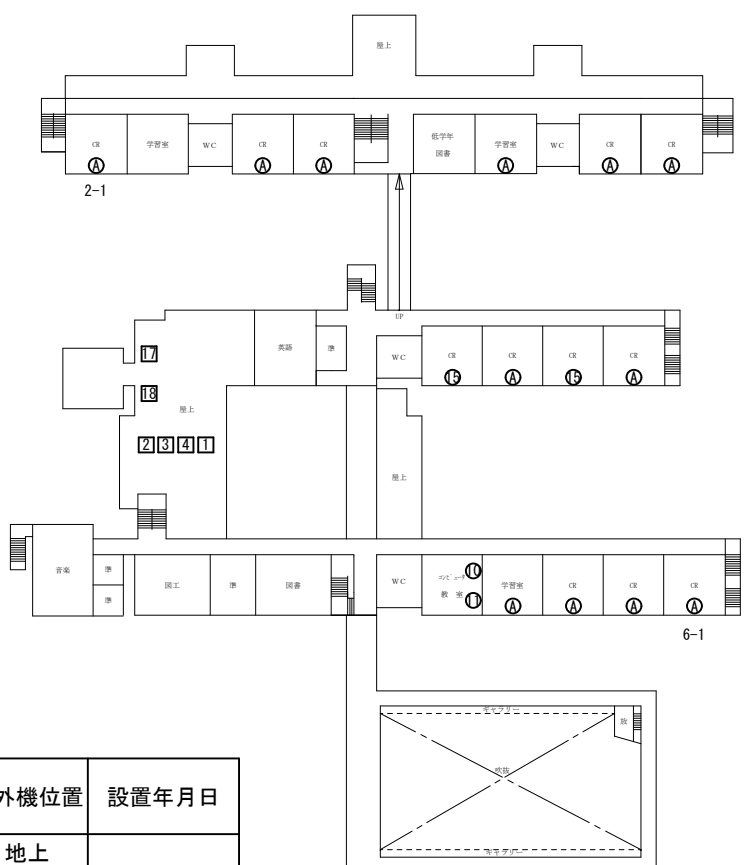 屋上
CR
学習室
WC
CR
CR
低学年
図書
学習室
WC
CR
CR
A
A
A
A
A
A
2-1
UP
英語
準
WC
CR
CR
CR
CR
15
A
15
A
17
18
屋上
2 3 4 1
屋上
音楽
準
準
図工
準
図書
WC
コンピュータ
教室
10
11
学習室
CR
CR
CR
A
A
A
A
6-1
ギャラリー
放
吹抜
ギャラリー
外機位置
設置年月日
地上